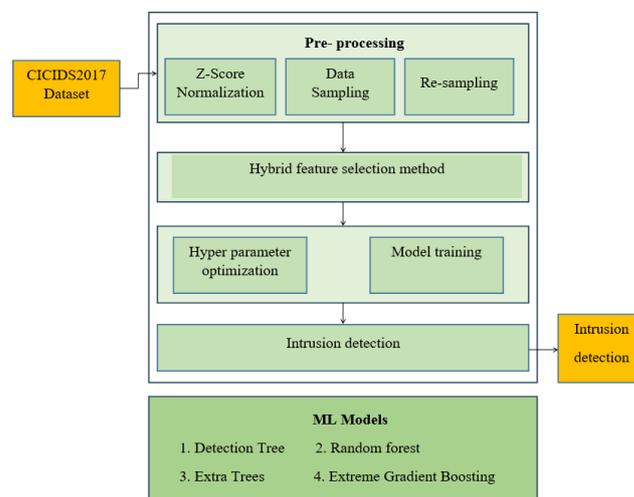 Pre- processing
CICIDS2017
Dataset
Z-Score
Normalization
Data
Sampling
Re-sampling
Hybrid feature selection method
Hyper parameter
optimization
Model training
Intrusion detection
Intrusion
detection
ML Models
1. Detection Tree
2. Random forest
3. Extra Trees
4. Extreme Gradient Boosting